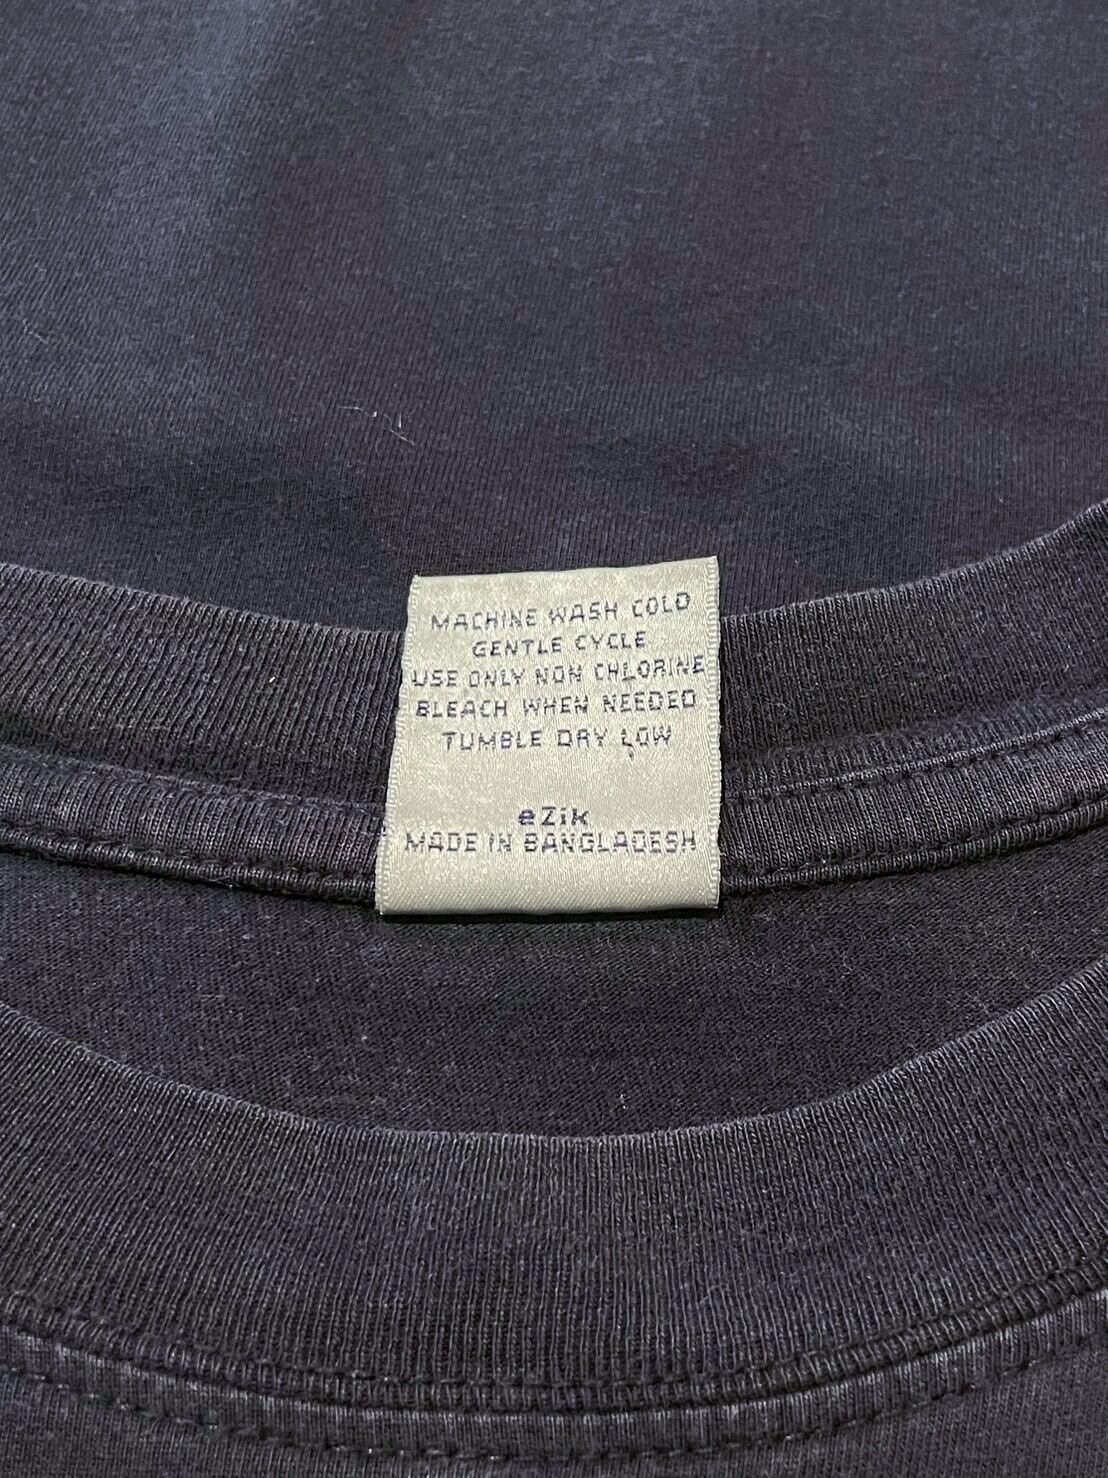 MACHINE WASH COLD
GENTLE CYCLE
USE ONLY NON CHLORINE
BLEACH WHEN NEEDED
TUMBLE DRY LOW
eZik
MADE IN BANGLADESH